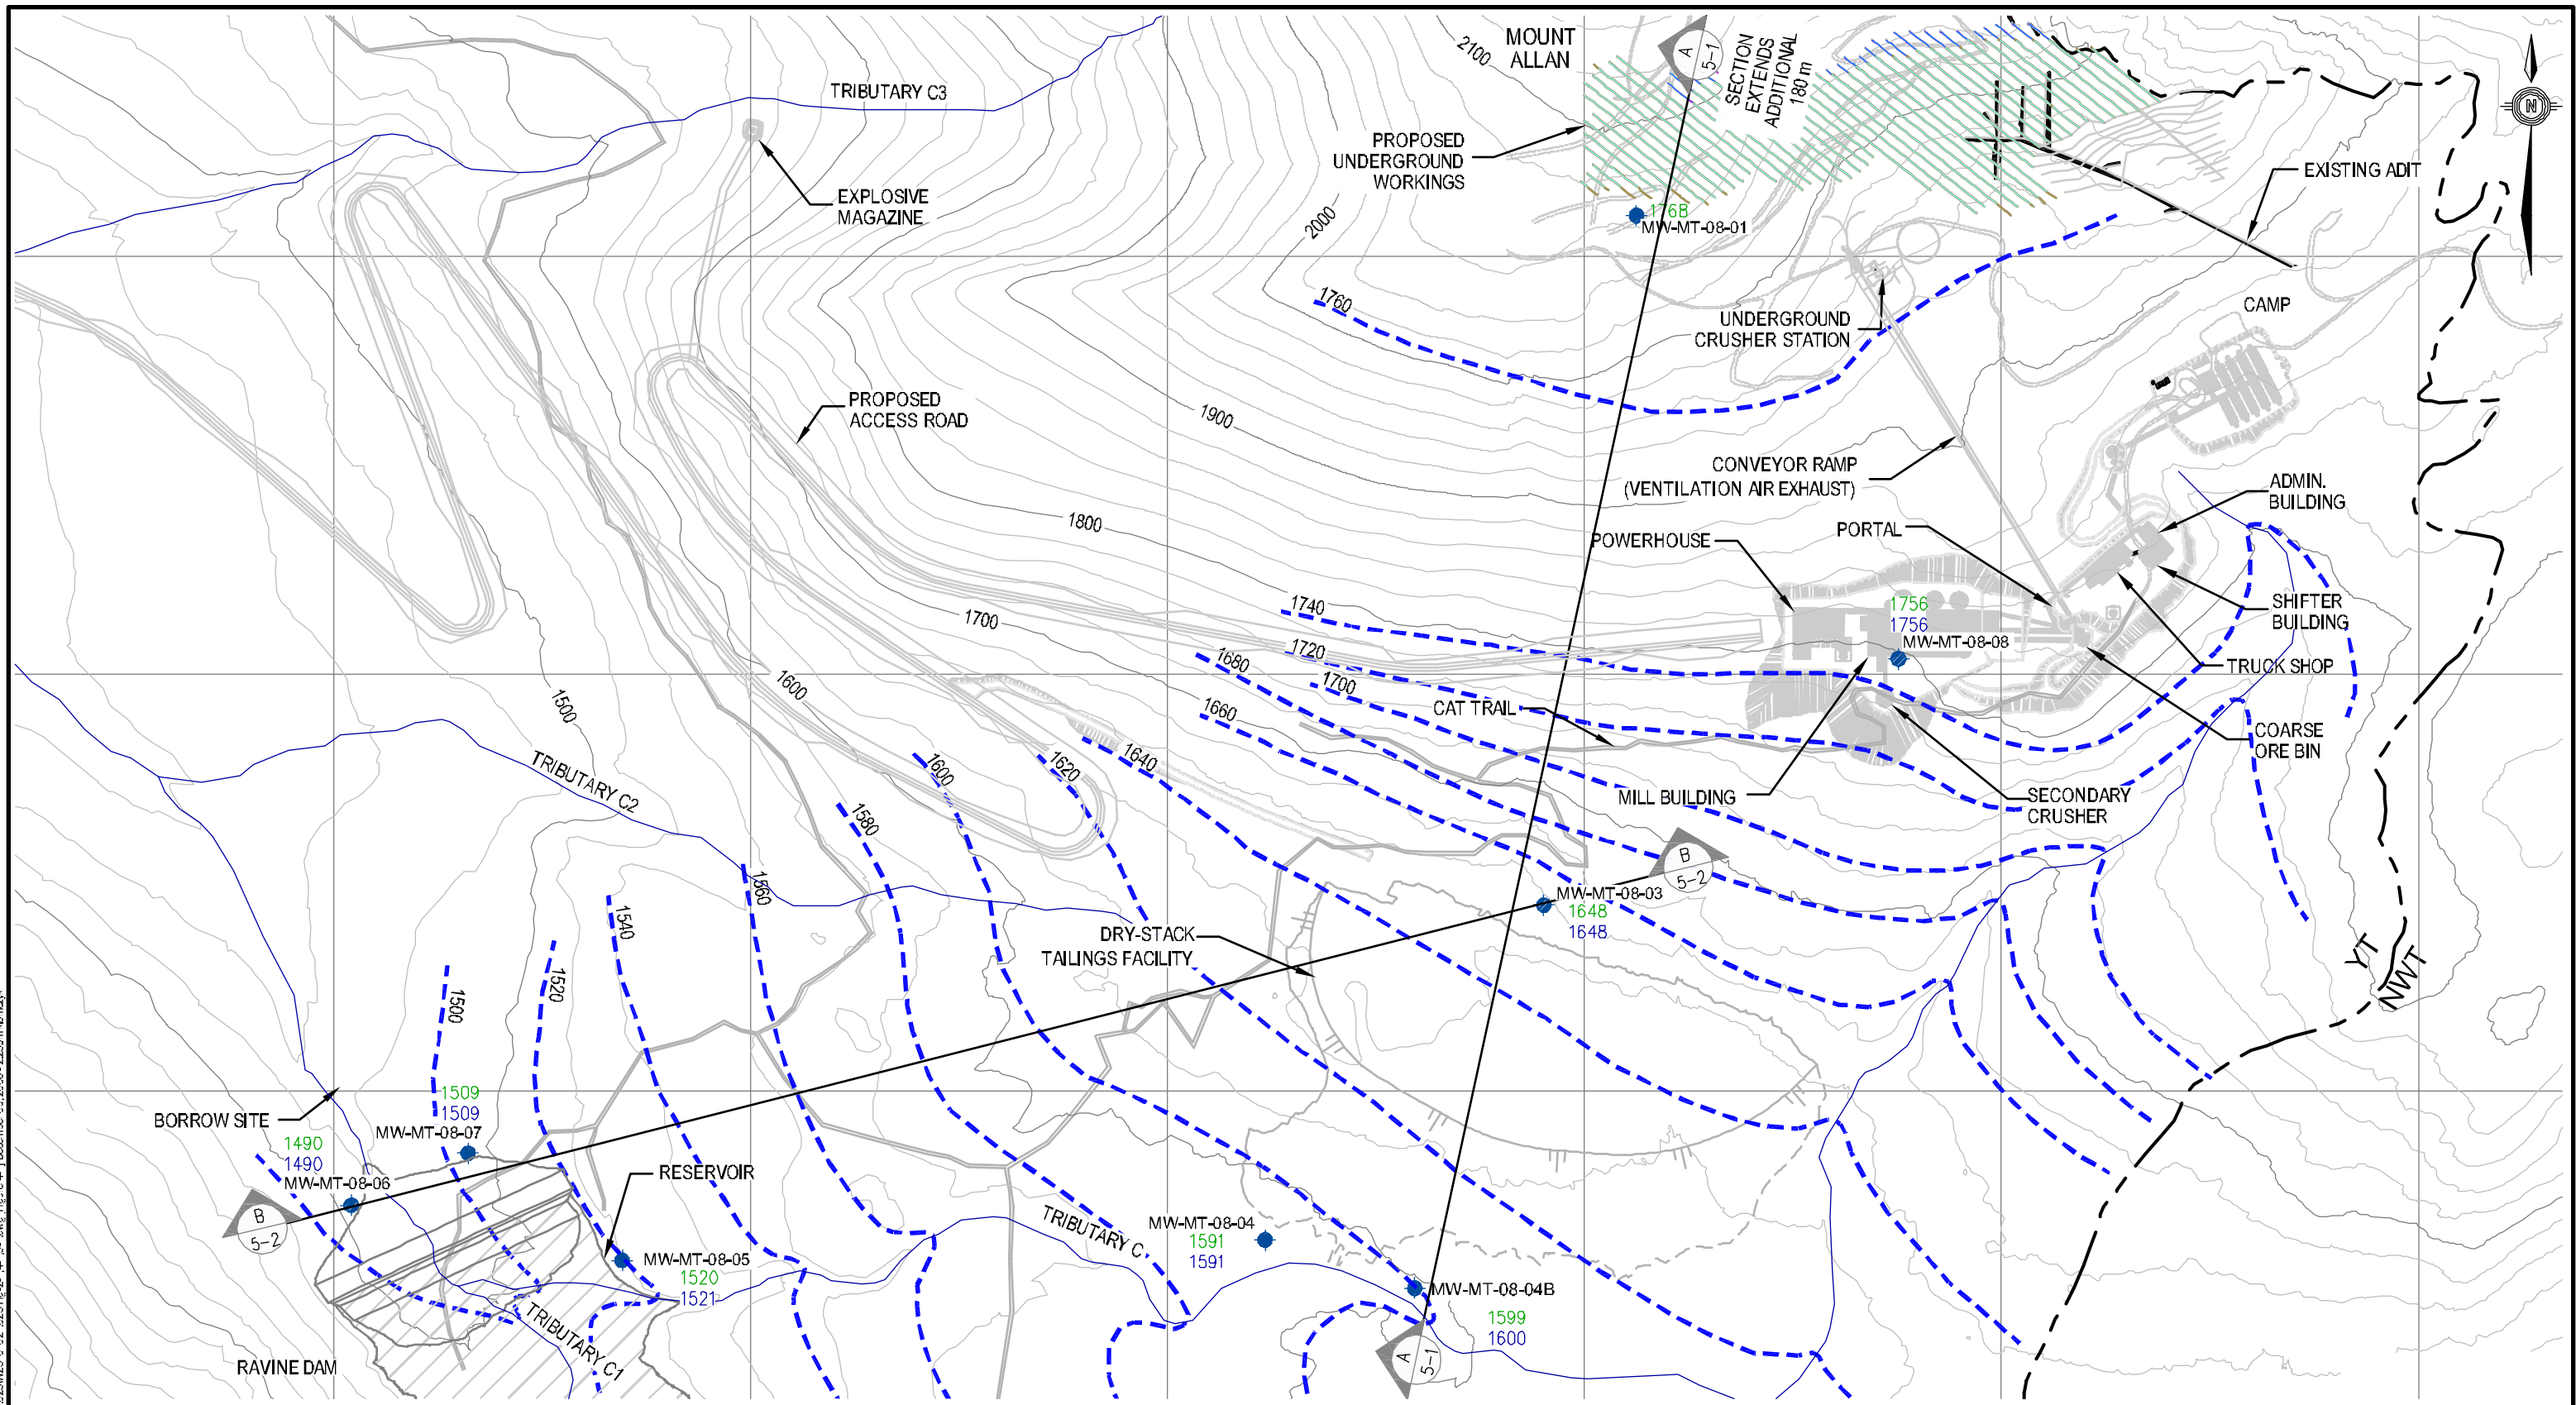 MOUNT
ALLAN
2100
A
5-1
SECTION
EXTENDS
ADDITIONAL
180 m
N
TRIBUTARY C3
PROPOSED
UNDERGROUND
WORKINGS
EXISTING ADIT
EXPLOSIVE
MAGAZINE
2000
1768
MW-MT-08-01
1760
CAMP
UNDERGROUND
CRUSHER STATION
PROPOSED
ACCESS ROAD
1900
CONVEYOR RAMP
(VENTILATION AIR EXHAUST)
ADMIN.
BUILDING
1800
POWERHOUSE
PORTAL
1740
1700
1756
1756
MW-MT-08-08
SHIFTER
BUILDING
1720
1680
1700
1660
TRUCK SHOP
1600
1500
CAT TRAIL
COARSE
ORE BIN
1640
1620
1600
TRIBUTARY C2
1580
MILL BUILDING
SECONDARY
CRUSHER
1560
B
5-2
1540
MW-MT-08-03
1648
1648
DRY-STACK
TAILINGS FACILITY
1520
1500
YT
NWT
1509
1509
MW-MT-08-07
BORROW SITE
1490
1490
MW-MT-08-06
RESERVOIR
B
5-2
TRIBUTARY C
MW-MT-08-04
1591
1591
MW-MT-08-05
1520
1521
MW-MT-08-04B
1599
1600
TRIBUTARY C1
A
5-1
RAVINE DAM